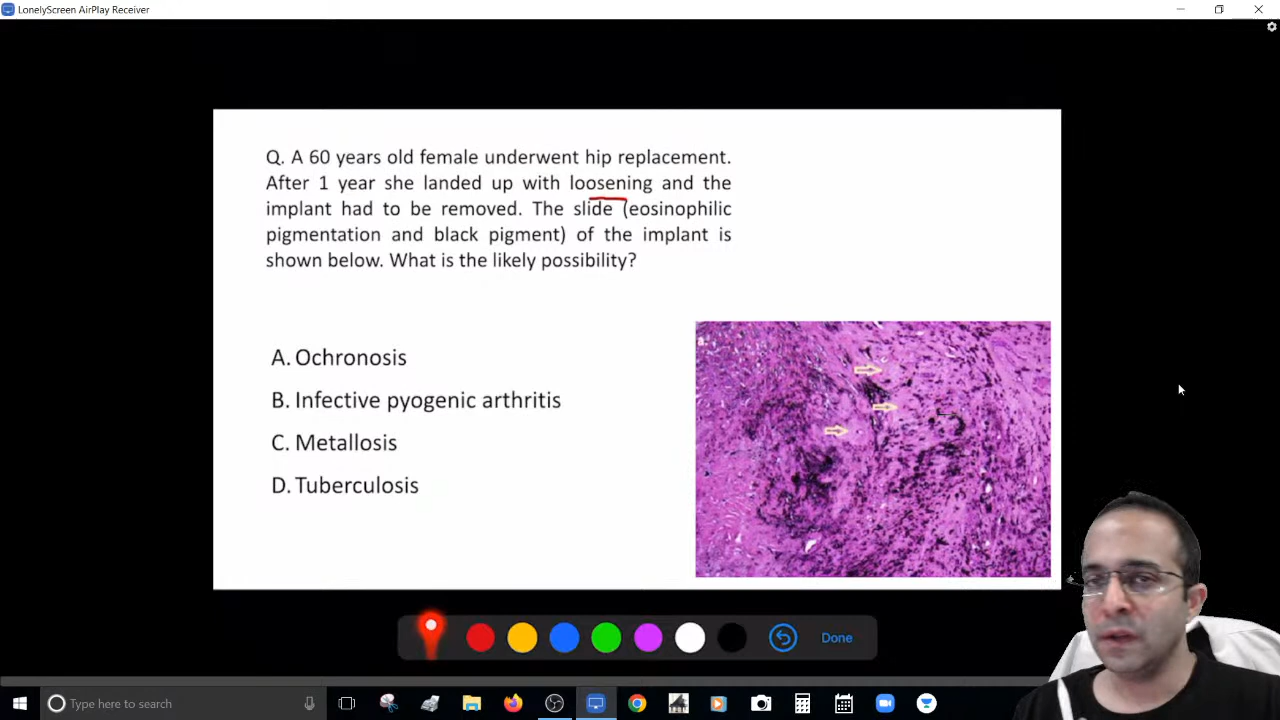 LonelyScreen AirPlay Receiver
Q. A 60 years old female underwent hip replacement.
After 1 year she landed up with loosening and the
implant had to be removed. The slide (eosinophilic
pigmentation and black pigment) of the implant is
shown below. What is the likely possibility?
A. Ochronosis
B. Infective pyogenic arthritis
C. Metallosis
D. Tuberculosis
Done
Type here to search